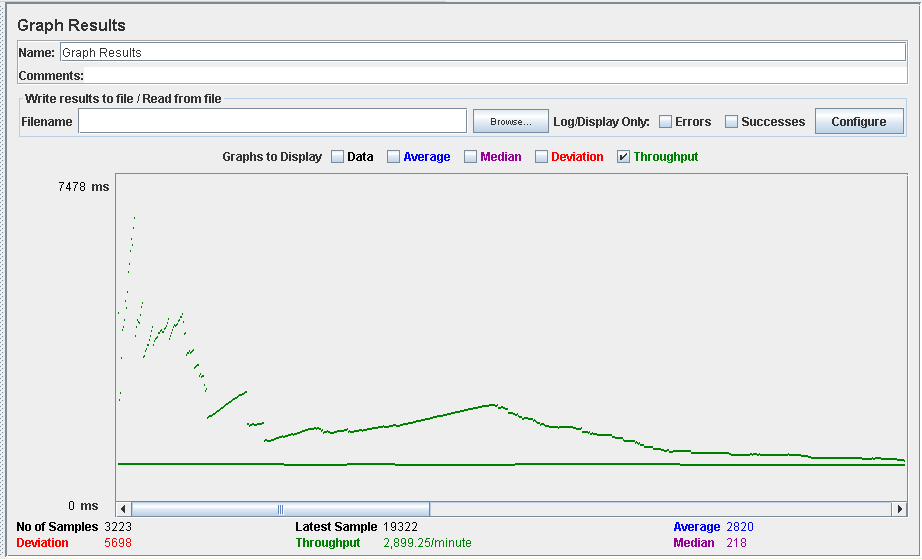 Graph Results
Name: Graph Results
Comments:
Write results to file / Read from file
Filename Browse... Log/Display Only: Errors Successes Configure
Graphs to Display Data Average Median Deviation Throughput
7478 ms
0 ms
No of Samples 3223 Latest Sample 19322 Average 2820
Deviation 5698 Throughput 2,899.25/minute Median 218